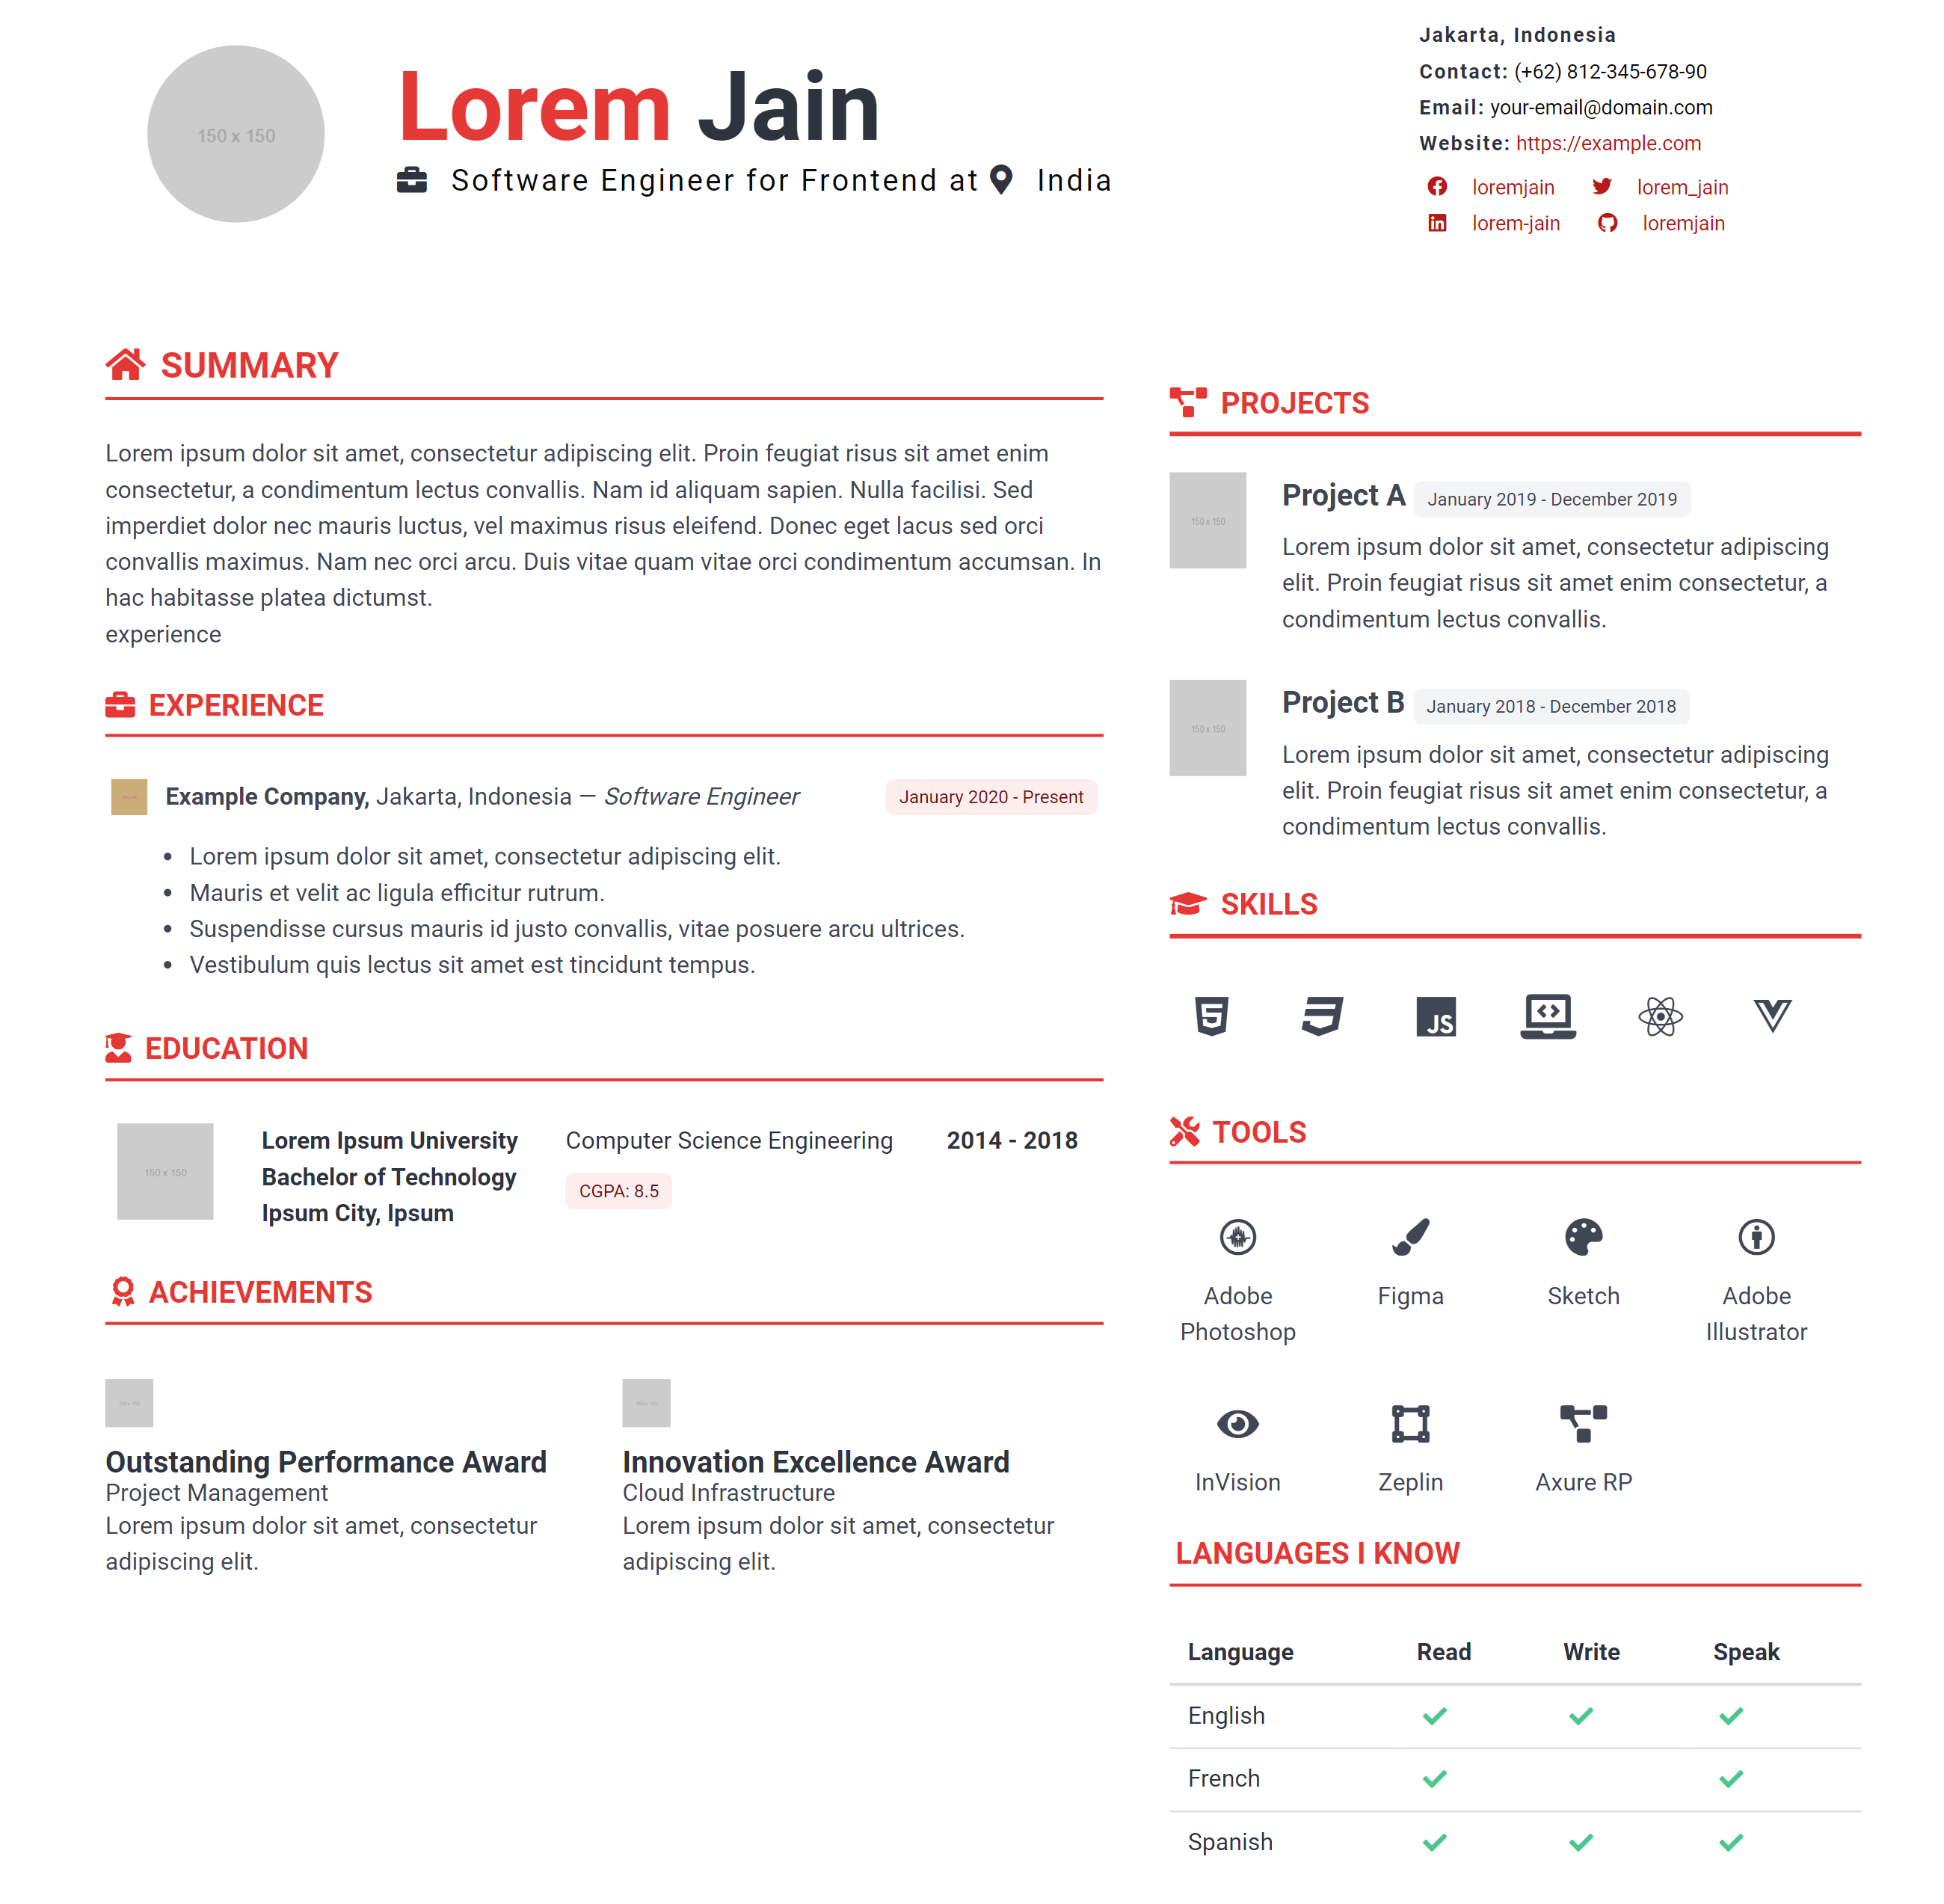 150 x 150
Lorem Jain
Software Engineer for Frontend at India
Jakarta, Indonesia
Contact: (+62) 812-345-678-90
Email: your-email@domain.com
Website: https://example.com
loremjain lorem_jain
lorem-jain loremjain
SUMMARY
Lorem ipsum dolor sit amet, consectetur adipiscing elit. Proin feugiat risus sit amet enim
consectetur, a condimentum lectus convallis. Nam id aliquam sapien. Nulla facilisi. Sed
imperdiet dolor nec mauris luctus, vel maximus risus eleifend. Donec eget lacus sed orci
convallis maximus. Nam nec orci arcu. Duis vitae quam vitae orci condimentum accumsan. In
hac habitasse platea dictumst.
experience
EXPERIENCE
Example Company, Jakarta, Indonesia — Software Engineer January 2020 - Present
• Lorem ipsum dolor sit amet, consectetur adipiscing elit.
• Mauris et velit ac ligula efficitur rutrum.
• Suspendisse cursus mauris id justo convallis, vitae posuere arcu ultrices.
• Vestibulum quis lectus sit amet est tincidunt tempus.
EDUCATION
150 x 150
Lorem Ipsum University
Bachelor of Technology
Ipsum City, Ipsum
Computer Science Engineering
CGPA: 8.5
2014 - 2018
ACHIEVEMENTS
Outstanding Performance Award
Project Management
Lorem ipsum dolor sit amet, consectetur
adipiscing elit.
Innovation Excellence Award
Cloud Infrastructure
Lorem ipsum dolor sit amet, consectetur
adipiscing elit.
PROJECTS
150 x 150
Project A January 2019 - December 2019
Lorem ipsum dolor sit amet, consectetur adipiscing
elit. Proin feugiat risus sit amet enim consectetur, a
condimentum lectus convallis.
150 x 150
Project B January 2018 - December 2018
Lorem ipsum dolor sit amet, consectetur adipiscing
elit. Proin feugiat risus sit amet enim consectetur, a
condimentum lectus convallis.
SKILLS
JS
TOOLS
Adobe
Photoshop
Figma
Sketch
Adobe
Illustrator
InVision
Zeplin
Axure RP
LANGUAGES I KNOW
Language Read Write Speak
English
French
Spanish